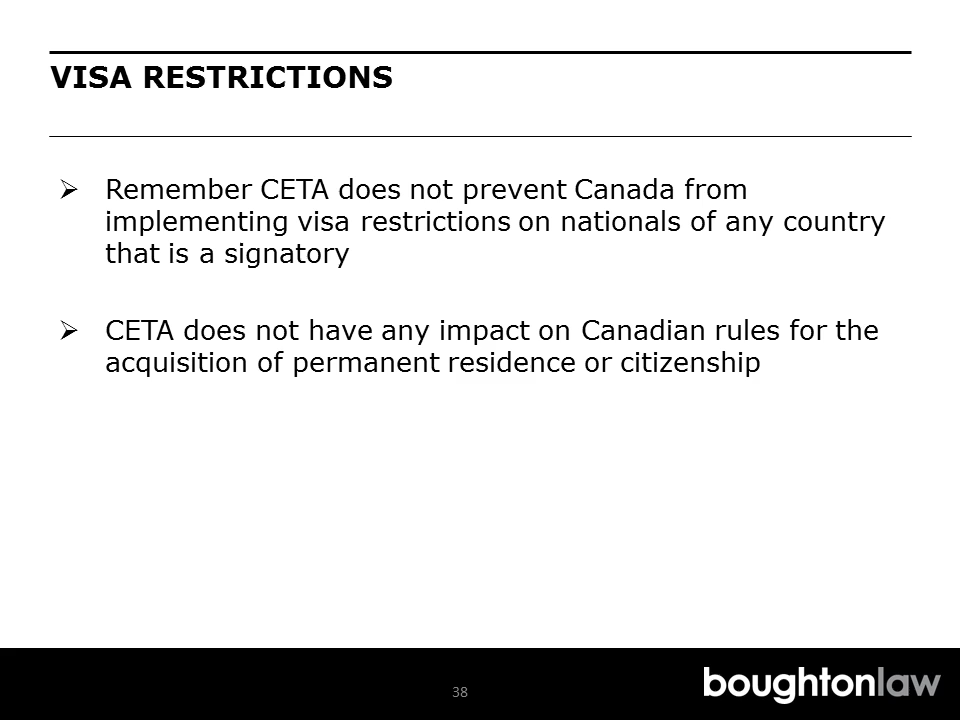 VISA RESTRICTIONS
➢ Remember CETA does not prevent Canada from
implementing visa restrictions on nationals of any country
that is a signatory
➢ CETA does not have any impact on Canadian rules for the
acquisition of permanent residence or citizenship
38
boughtonlaw